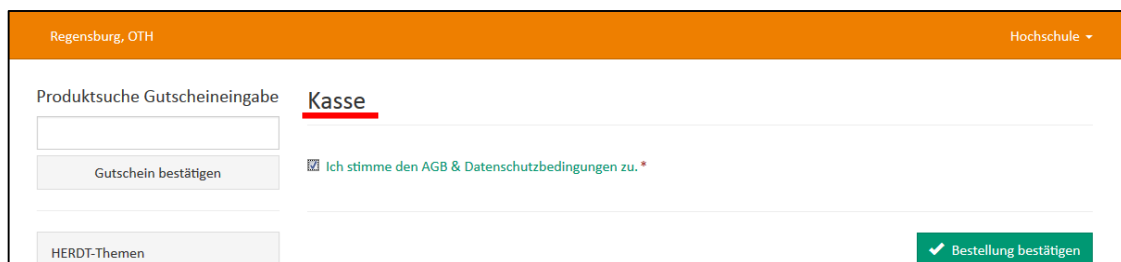 Regensburg, OTH
Hochschule
Produktsuche Gutscheineingabe
Gutschein bestätigen
HERDT-Themen
Kasse
Ich stimme den AGB & Datenschutzbedingungen zu. *
Bestellung bestätigen